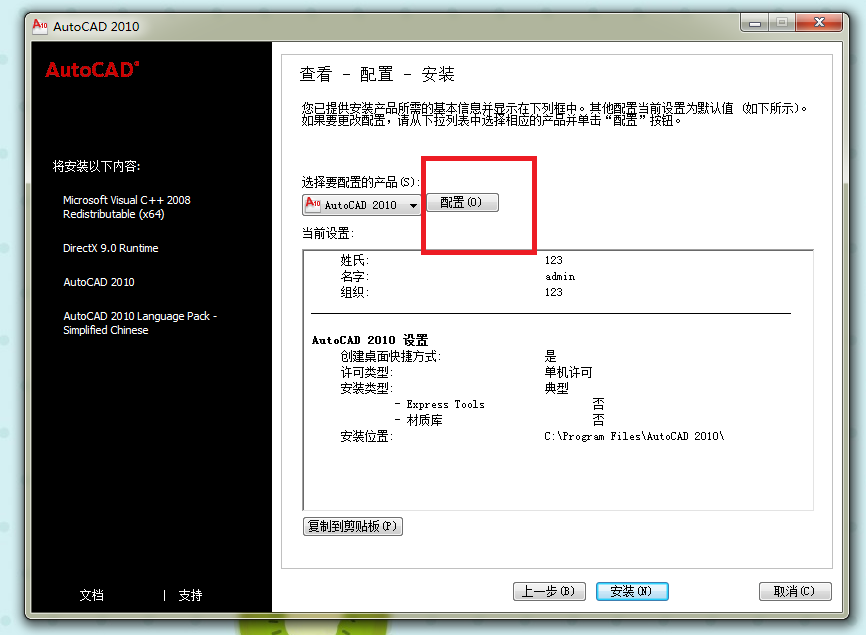 AutoCAD 2010
AutoCAD
将安装以下内容:
Microsoft Visual C++ 2008
Redistributable (x64)
DirectX 9.0 Runtime
AutoCAD 2010
AutoCAD 2010 Language Pack -
Simplified Chinese
文档 | 支持
查看 - 配置 - 安装
您已提供安装产品所需的基本信息并显示在下列框中。其他配置当前设置为默认值 (如下所示)。
如果要更改配置，请从下拉列表中选择相应的产品并单击“配置”按钮。
选择要配置的产品(S):
AutoCAD 2010 配置(O)
当前设置:
姓氏: 123
名字: admin
组织: 123
AutoCAD 2010 设置
创建桌面快捷方式: 是
许可类型: 单机许可
安装类型: 典型
- Express Tools 否
- 材质库 否
安装位置: C:\Program Files\AutoCAD 2010\
复制到剪贴板(P)
上一步(B) 安装(N) 取消(C)